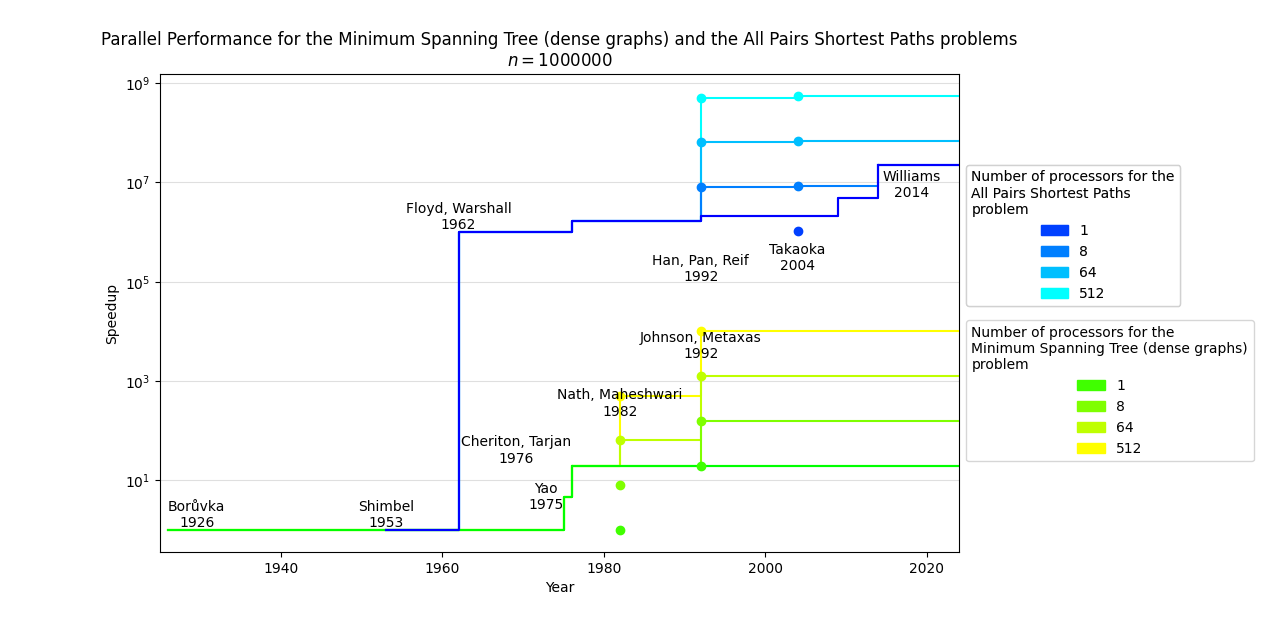 Parallel Performance for the Minimum Spanning Tree (dense graphs) and the All Pairs Shortest Paths problems
n = 1000000
10⁹
10⁷
10⁵
10³
10¹
Speedup
Williams
2014
Floyd, Warshall
1962
Takaoka
2004
Han, Pan, Reif
1992
Johnson, Metaxas
1992
Nath, Maheshwari
1982
Cheriton, Tarjan
1976
Yao
1975
Borůvka
1926
Shimbel
1953
1940
1960
1980
2000
2020
Year
Number of processors for the
All Pairs Shortest Paths
problem
1
8
64
512
Number of processors for the
Minimum Spanning Tree (dense graphs)
problem
1
8
64
512